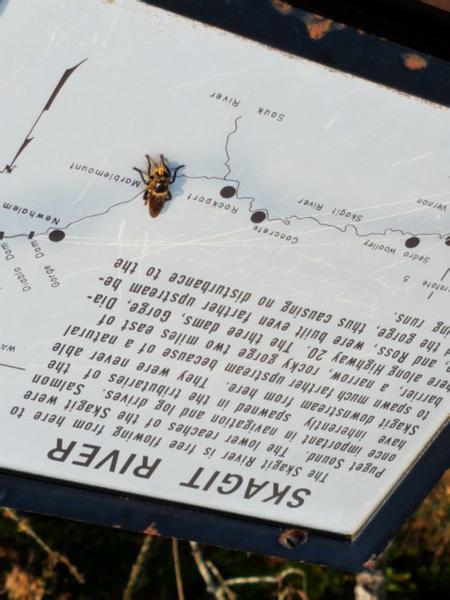 SKAGIT RIVER
The Skagit River is free flowing from here to
Puget Sound. The lower reaches of the Skagit were
once important in navigation and log drives. Salmon
have inherently spawned in the tributaries of the
Skagit downstream from here. They were never able
to spawn much farther upstream because of a natural
barrier, a narrow, rocky gorge two miles east of
here along Highway 20. The three dams, Gorge, Dia-
and Ross, were built even farther upstream be-
the gorge, thus causing no disturbance to the
runs.
WA
5
Vernon
Sedro Woolley
Skagit River
Concrete
Rockport
Sauk River
Marblemount
Newhalem
Gorge Dam
Diablo Dam